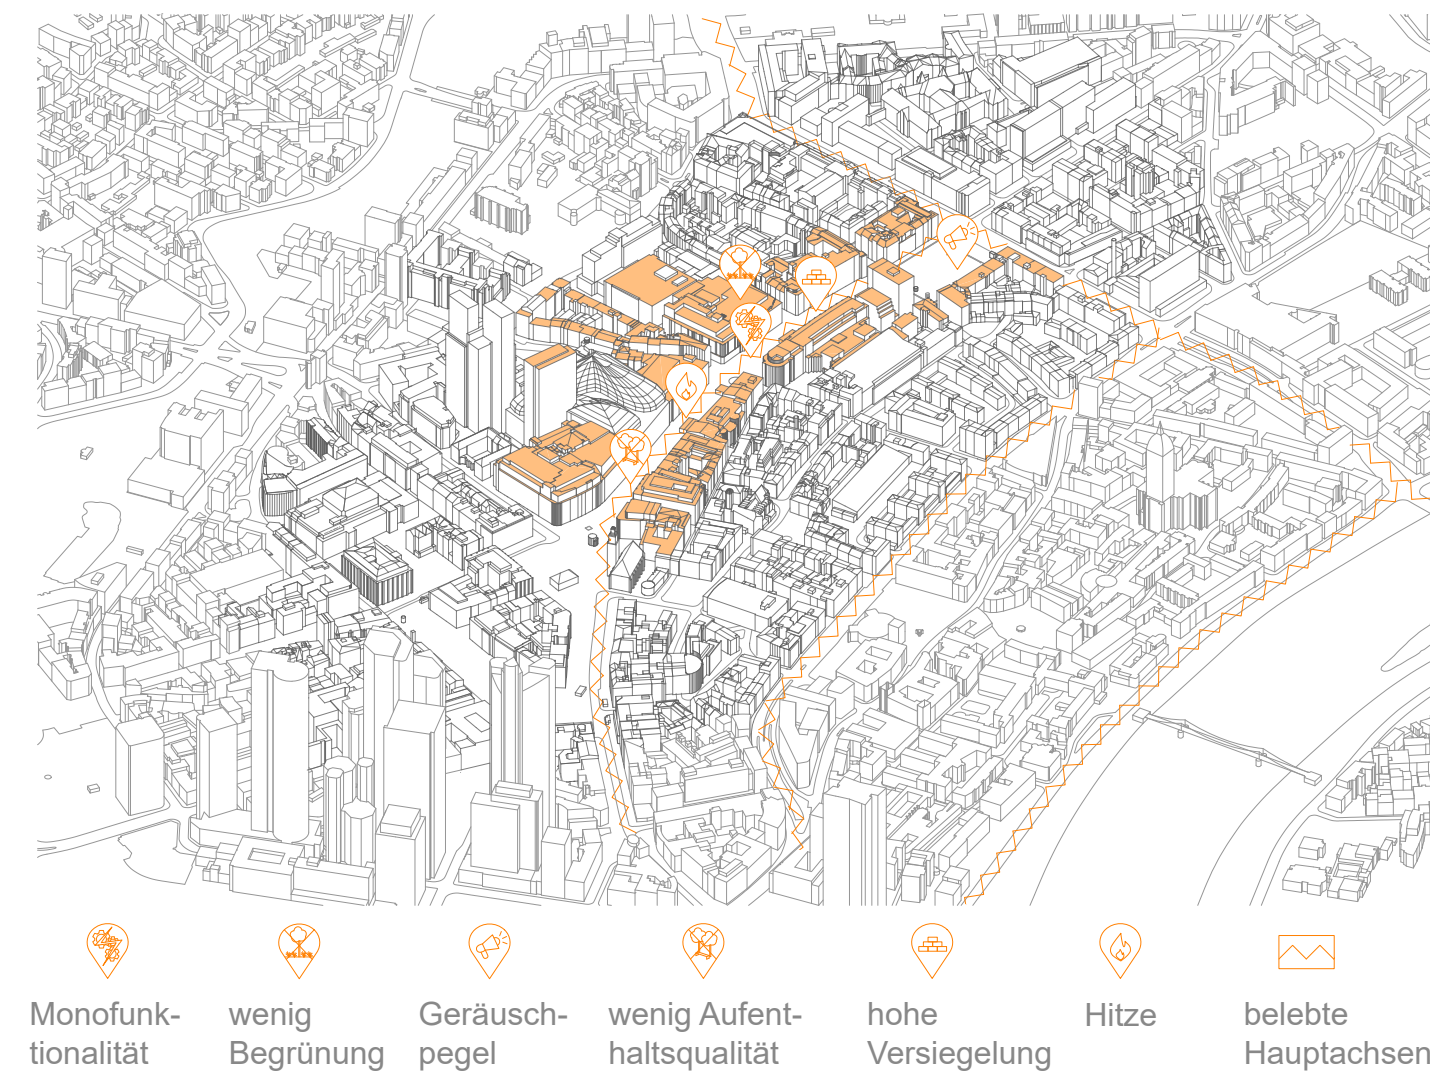 Monofunk-
tionalität
wenig
Begrünung
Geräusch-
pegel
wenig Aufent-
haltsqualität
hohe
Versiegelung
Hitze
belebte
Hauptachsen